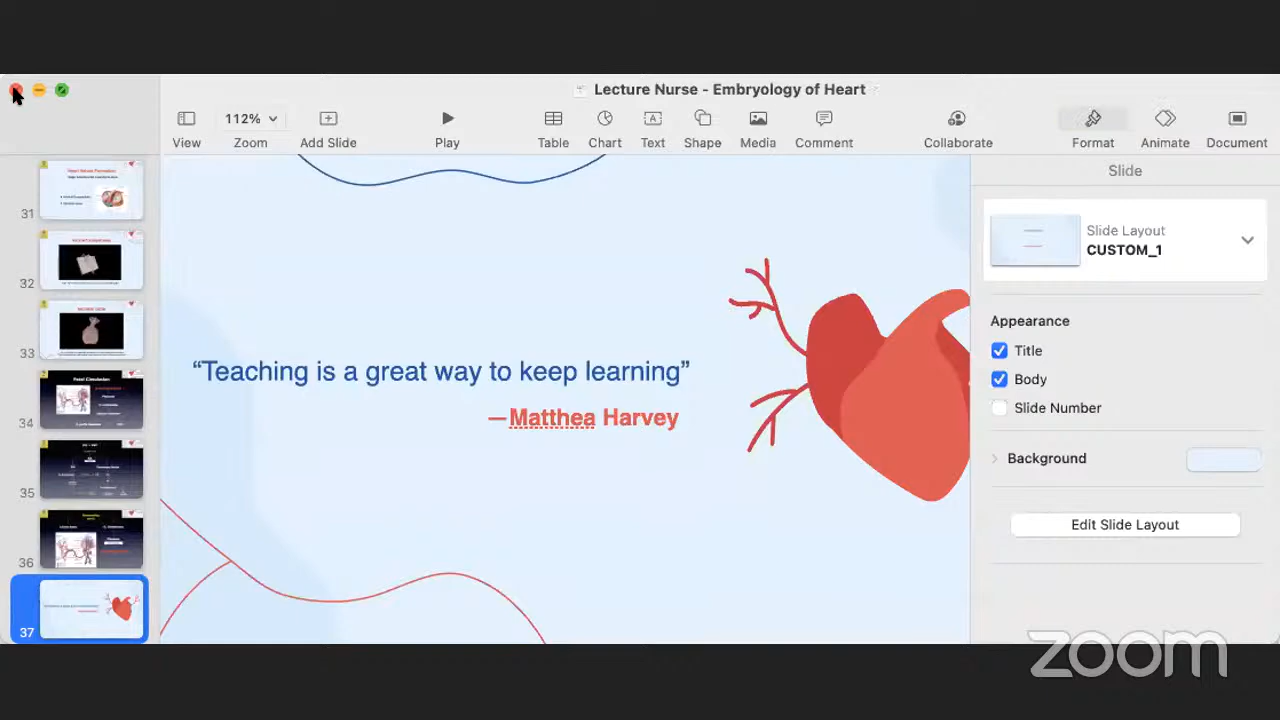 Lecture Nurse - Embryology of Heart
112%
View
Zoom
Add Slide
Play
Table
Chart
Text
Shape
Media
Comment
Collaborate
Format
Animate
Document
31
32
33
34
Fetal Circulation
35
36
37
“Teaching is a great way to keep learning”
—Matthea Harvey
Slide
Slide Layout
CUSTOM_1
Appearance
Title
Body
Slide Number
Background
Edit Slide Layout
zoom